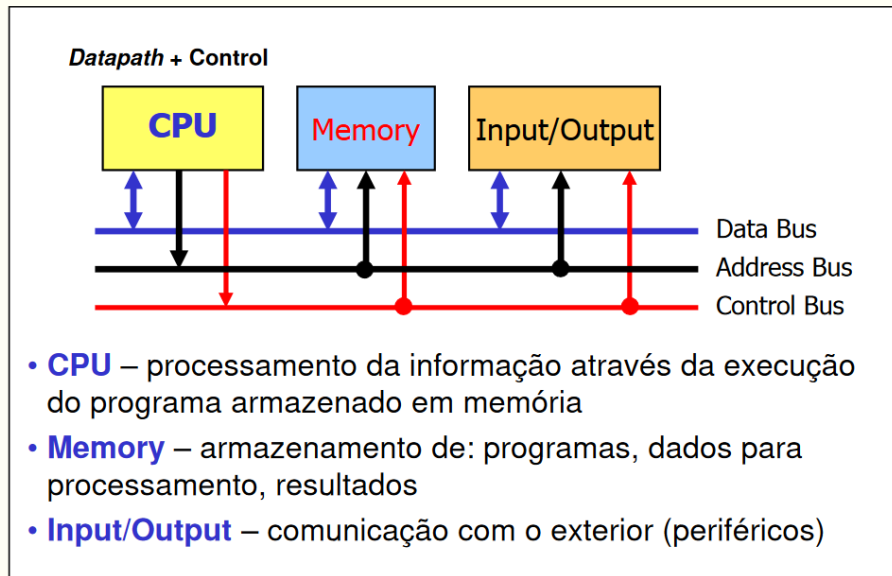 Datapath + Control
CPU
Memory
Input/Output
Data Bus
Address Bus
Control Bus
• CPU – processamento da informação através da execução
do programa armazenado em memória
• Memory – armazenamento de: programas, dados para
processamento, resultados
• Input/Output – comunicação com o exterior (periféricos)